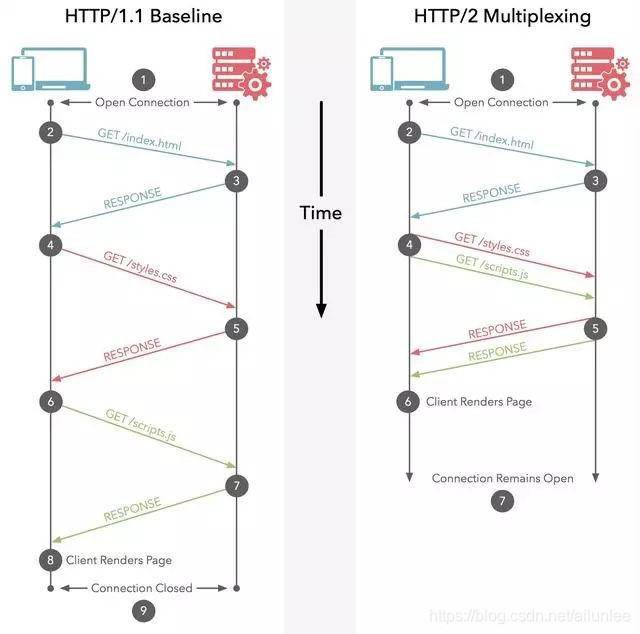 HTTP/1.1 Baseline
1
Open Connection
2
GET /index.html
3
RESPONSE
4
GET /styles.css
5
RESPONSE
6
GET /scripts.js
7
RESPONSE
8 Client Renders Page
Connection Closed
9
Time
HTTP/2 Multiplexing
1
Open Connection
2
GET /index.html
3
RESPONSE
4
GET /styles.css
GET /scripts.js
5
RESPONSE
RESPONSE
6 Client Renders Page
Connection Remains Open
7
https://blog.csdn.net/ailunlee